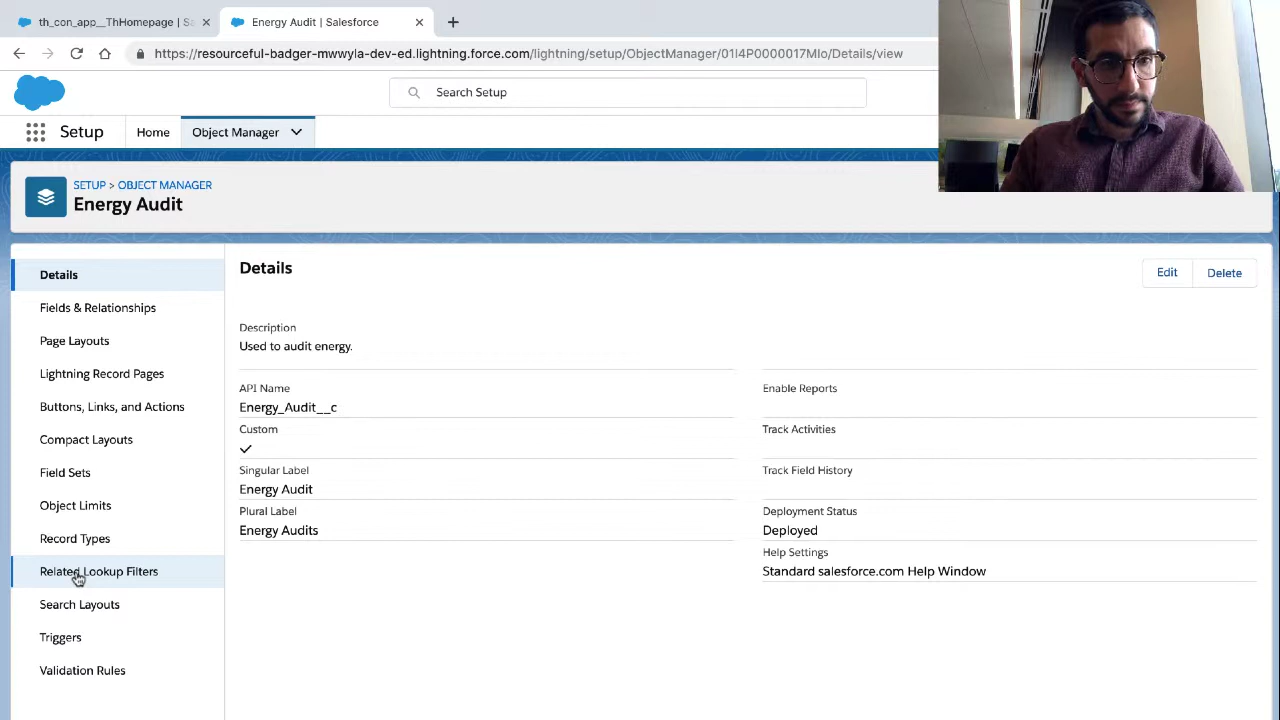 th_con_app__ThHomepage | Sa
Energy Audit | Salesforce
https://resourceful-badger-mwwyla-dev-ed.lightning.force.com/lightning/setup/ObjectManager/01I4P0000017MIo/Details/view
Search Setup
Setup
Home
Object Manager
SETUP > OBJECT MANAGER
Energy Audit
Details
Fields & Relationships
Page Layouts
Lightning Record Pages
Buttons, Links, and Actions
Compact Layouts
Field Sets
Object Limits
Record Types
Related Lookup Filters
Search Layouts
Triggers
Validation Rules
Details
Edit
Delete
Description
Used to audit energy.
API Name
Energy_Audit__c
Custom
Singular Label
Energy Audit
Plural Label
Energy Audits
Enable Reports
Track Activities
Track Field History
Deployment Status
Deployed
Help Settings
Standard salesforce.com Help Window